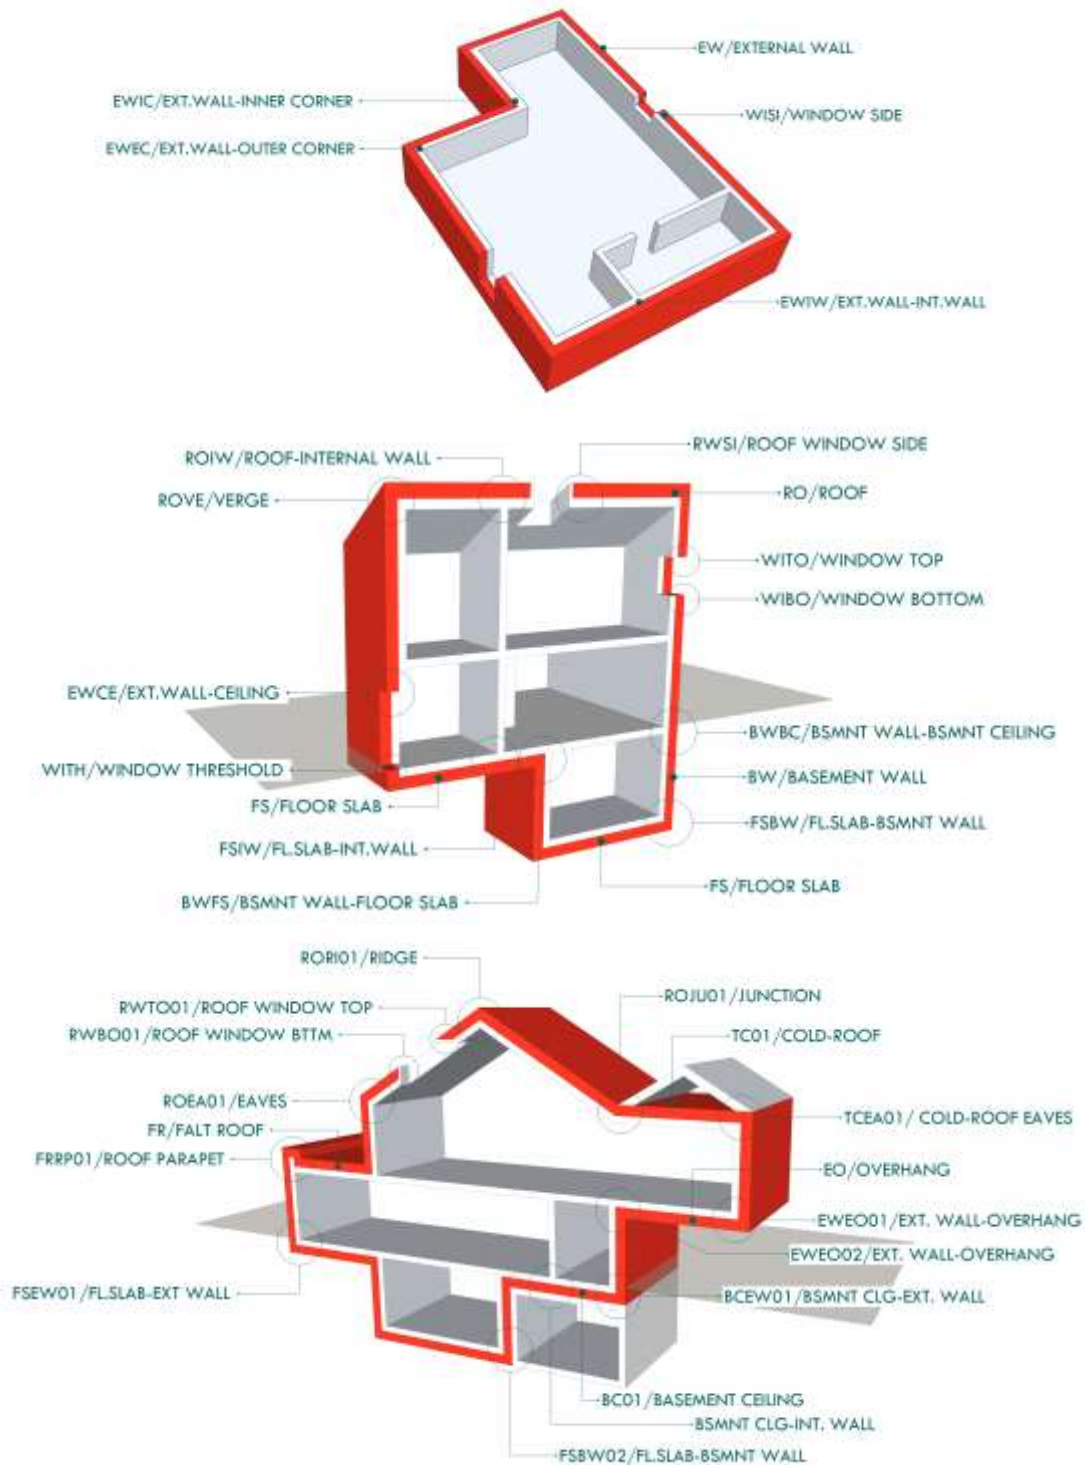 EW/EXTERNAL WALL
EWIC/EXT.WALL-INNER CORNER
WISI/WINDOW SIDE
EWEC/EXT.WALL-OUTER CORNER
EWIW/EXT.WALL-INT.WALL
RWSI/ROOF WINDOW SIDE
ROIW/ROOF-INTERNAL WALL
ROVE/VERGE
RO/ROOF
WITO/WINDOW TOP
WIBO/WINDOW BOTTOM
EWCE/EXT.WALL-CEILING
BWBC/BSMNT WALL-BSMNT CEILING
WITH/WINDOW THRESHOLD
BW/BASEMENT WALL
FS/FLOOR SLAB
FSBW/FL.SLAB-BSMNT WALL
FSIW/FL.SLAB-INT.WALL
FS/FLOOR SLAB
BWFS/BSMNT WALL-FLOOR SLAB
RORI01/RIDGE
ROJU01/JUNCTION
RWTO01/ROOF WINDOW TOP
RWBO01/ROOF WINDOW BTTM
TC01/COLD-ROOF
ROEA01/EAVES
TCEA01/ COLD-ROOF EAVES
FR/FALT ROOF
FRRP01/ROOF PARAPET
EO/OVERHANG
EWEO01/EXT. WALL-OVERHANG
EWEO02/EXT. WALL-OVERHANG
FSEW01/FL.SLAB-EXT WALL
BCEW01/BSMNT CLG-EXT. WALL
BC01/BASEMENT CEILING
BSMNT CLG-INT. WALL
FSBW02/FL.SLAB-BSMNT WALL